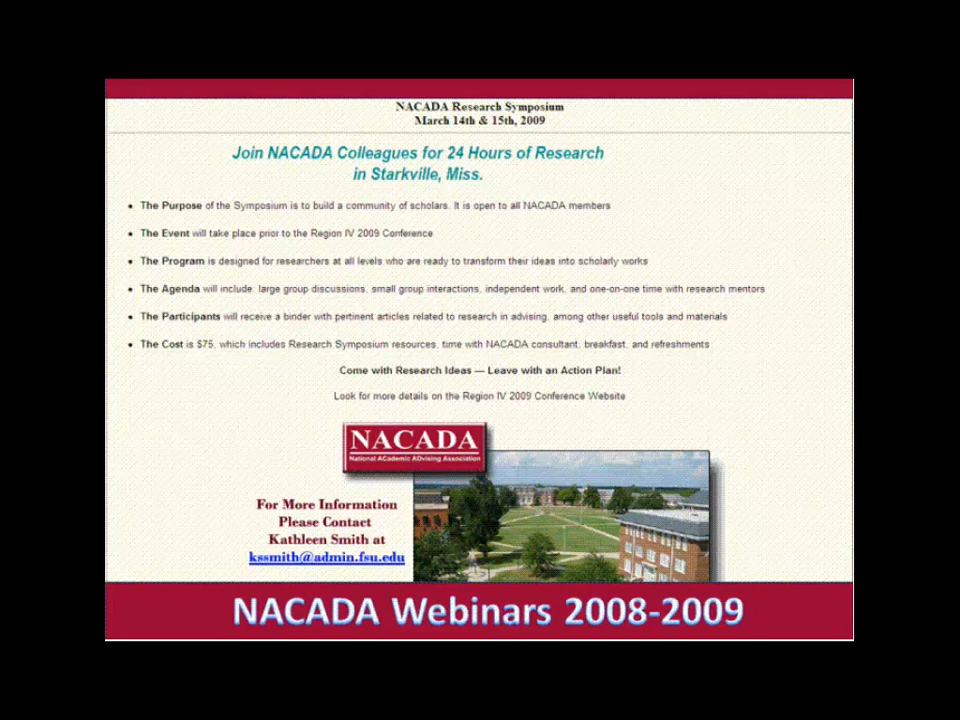 NACADA Research Symposium
March 14th & 15th, 2009
Join NACADA Colleagues for 24 Hours of Research
in Starkville, Miss.
• The Purpose of the Symposium is to build a community of scholars. It is open to all NACADA members
• The Event will take place prior to the Region IV 2009 Conference
• The Program is designed for researchers at all levels who are ready to transform their ideas into scholarly works
• The Agenda will include: large group discussions, small group interactions, independent work, and one-on-one time with research mentors
• The Participants will receive a binder with pertinent articles related to research in advising, among other useful tools and materials
• The Cost is $75, which includes Research Symposium resources, time with NACADA consultant, breakfast, and refreshments
Come with Research Ideas — Leave with an Action Plan!
Look for more details on the Region IV 2009 Conference Website
NACADA
National ACademic ADvising Association
For More Information
Please Contact
Kathleen Smith at
kssmith@admin.fsu.edu
NACADA Webinars 2008-2009